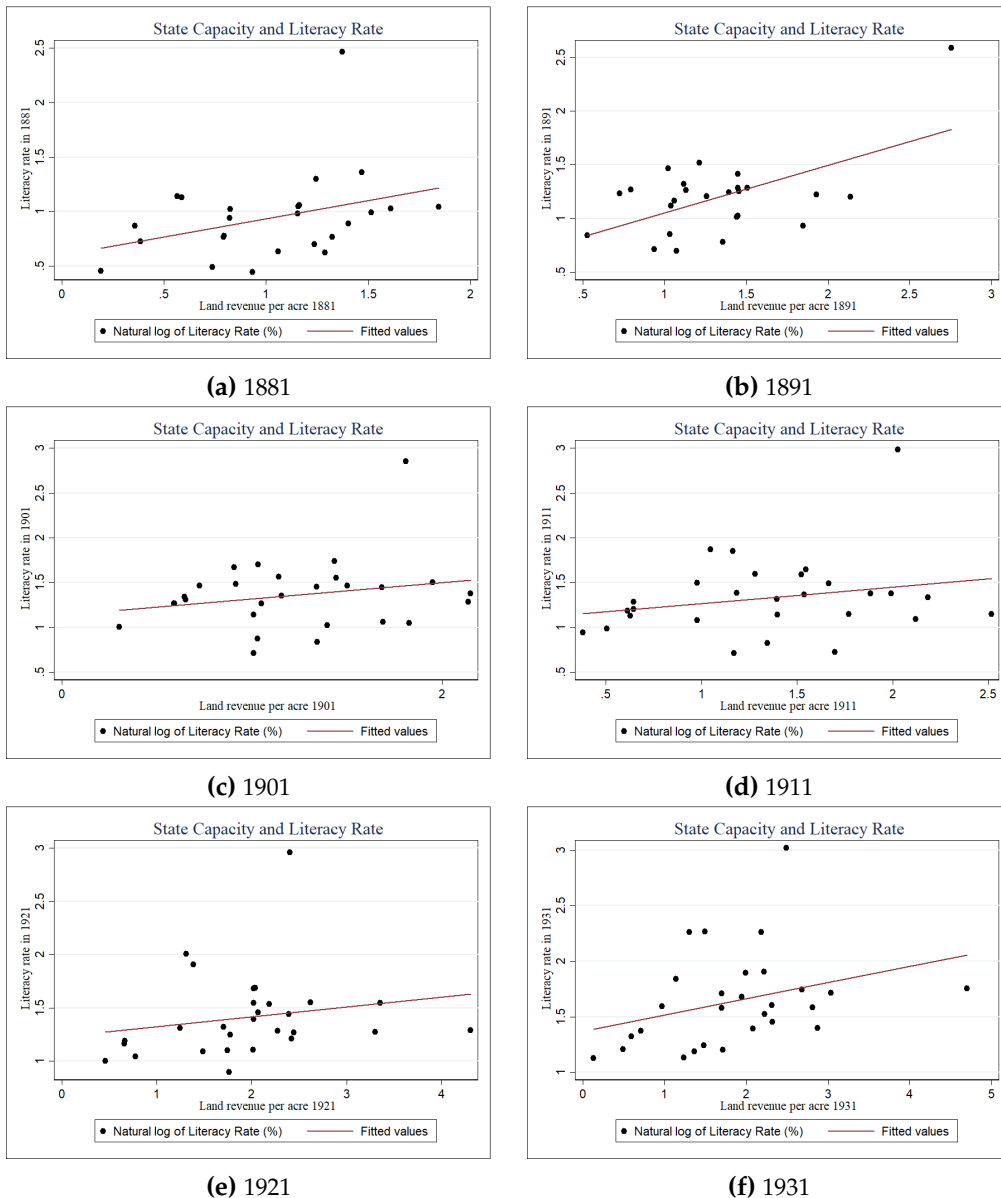 State Capacity and Literacy Rate
Literacy rate in 1881
.5
1
1.5
2
2.5
0
.5
1
1.5
2
Land revenue per acre 1881
Natural log of Literacy Rate (%)
Fitted values
(a) 1881
State Capacity and Literacy Rate
Literacy rate in 1891
.5
1
1.5
2
2.5
.5
1
1.5
2
2.5
3
Land revenue per acre 1891
Natural log of Literacy Rate (%)
Fitted values
(b) 1891
State Capacity and Literacy Rate
Literacy rate in 1901
.5
1
1.5
2
2.5
3
0
2
Land revenue per acre 1901
Natural log of Literacy Rate (%)
Fitted values
(c) 1901
State Capacity and Literacy Rate
Literacy rate in 1911
.5
1
1.5
2
2.5
3
.5
1
1.5
2
2.5
Land revenue per acre 1911
Natural log of Literacy Rate (%)
Fitted values
(d) 1911
State Capacity and Literacy Rate
Literacy rate in 1921
1
1.5
2
2.5
3
0
1
2
3
4
Land revenue per acre 1921
Natural log of Literacy Rate (%)
Fitted values
(e) 1921
State Capacity and Literacy Rate
Literacy rate in 1931
1
1.5
2
2.5
3
0
1
2
3
4
5
Land revenue per acre 1931
Natural log of Literacy Rate (%)
Fitted values
(f) 1931